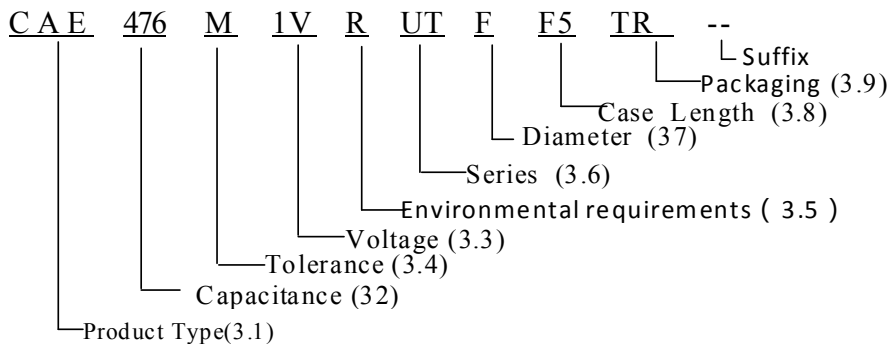 CAE 476 M 1V R UT F F5 TR --
Suffix
Packaging (3.9)
Case Length (3.8)
Diameter (37)
Series (3.6)
Environmental requirements ( 3.5 )
Voltage (3.3)
Tolerance (3.4)
Capacitance (32)
Product Type(3.1)